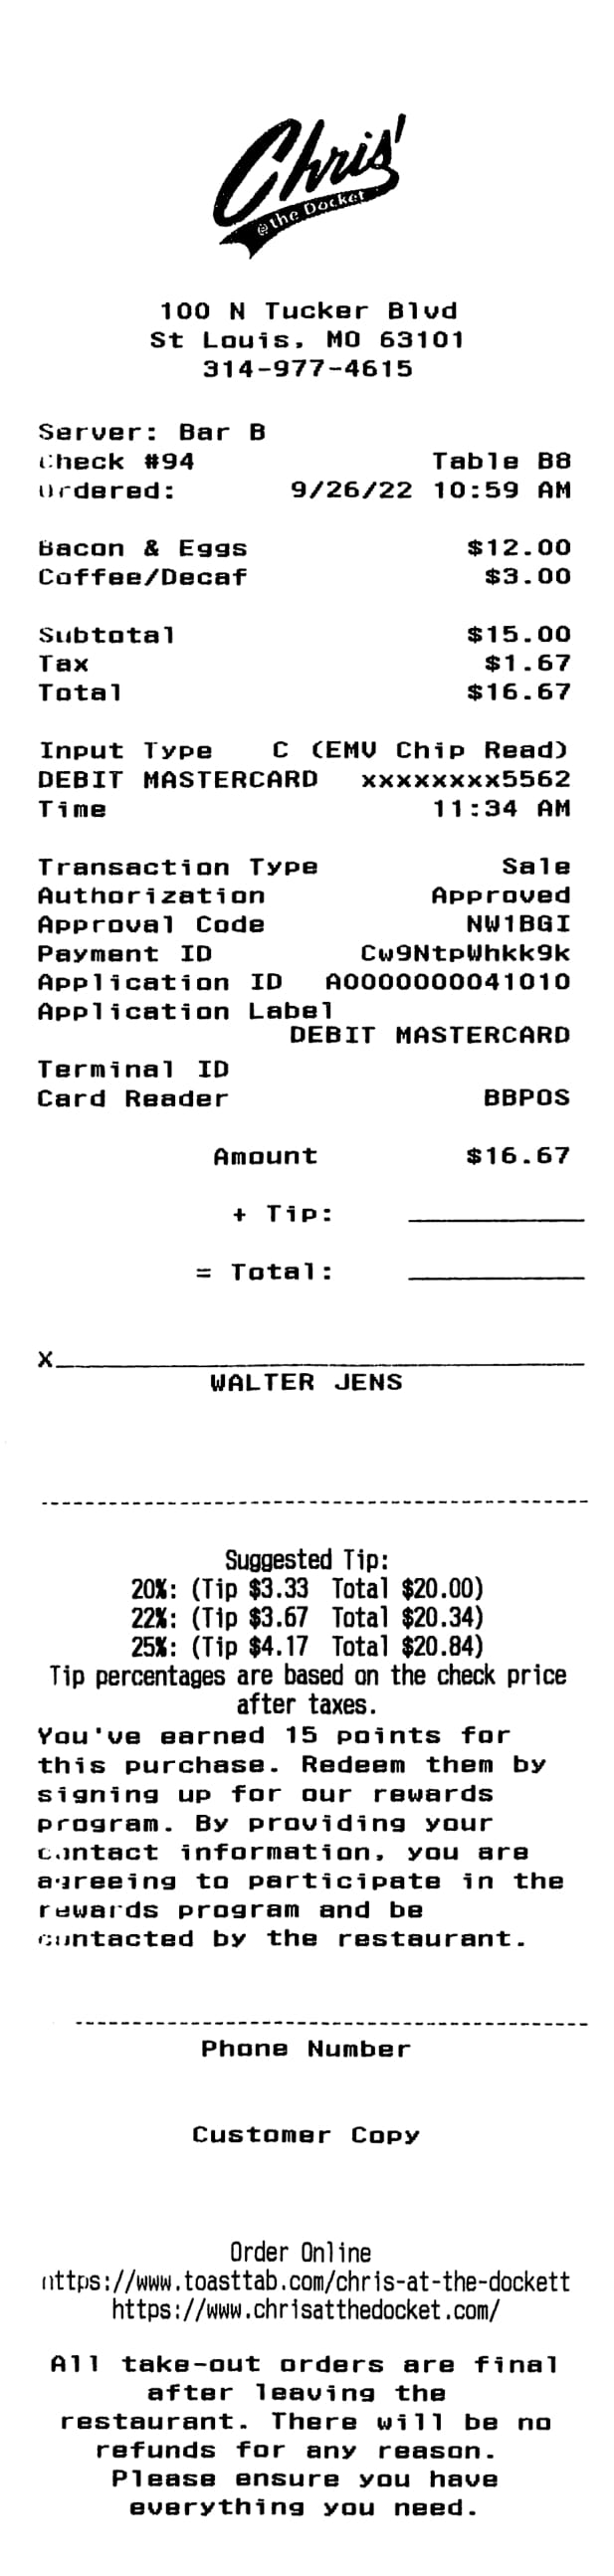 Chris'
@the Docket
100 N Tucker Blvd
St Louis, MO 63101
314-977-4615
Server: Bar B
Check #94 Table B8
Ordered: 9/26/22 10:59 AM
Bacon & Eggs $12.00
Coffee/Decaf $3.00
Subtotal $15.00
Tax $1.67
Total $16.67
Input Type C (EMV Chip Read)
DEBIT MASTERCARD xxxxxxxx5562
Time 11:34 AM
Transaction Type Sale
Authorization Approved
Approval Code NW1BGI
Payment ID Cw9NtpWhkk9k
Application ID A0000000041010
Application Label
DEBIT MASTERCARD
Terminal ID
Card Reader BBPOS
Amount $16.67
+ Tip:
= Total:
X
WALTER JENS
Suggested Tip:
20%: (Tip $3.33 Total $20.00)
22%: (Tip $3.67 Total $20.34)
25%: (Tip $4.17 Total $20.84)
Tip percentages are based on the check price
after taxes.
You've earned 15 points for
this purchase. Redeem them by
signing up for our rewards
program. By providing your
contact information, you are
agreeing to participate in the
rewards program and be
contacted by the restaurant.
Phone Number
Customer Copy
Order Online
https://www.toasttab.com/chris-at-the-dockett
https://www.chrisatthedocket.com/
All take-out orders are final
after leaving the
restaurant. There will be no
refunds for any reason.
Please ensure you have
everything you need.